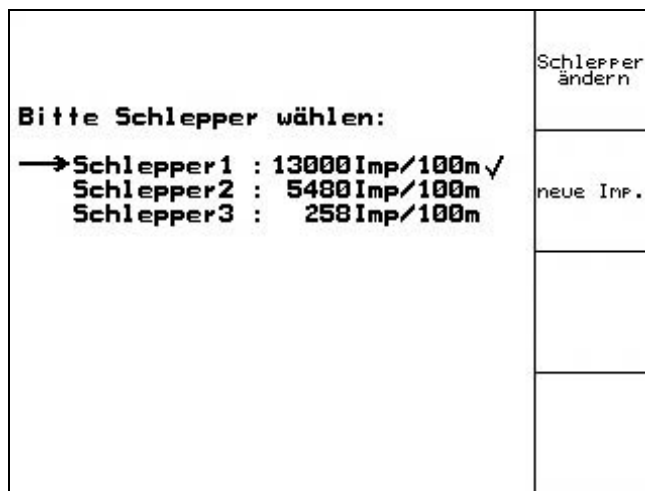 Schlepper
ändern
Bitte Schlepper wählen:
Schlepper1 : 13000Imp/100m✓
Schlepper2 : 5480Imp/100m
Schlepper3 : 258Imp/100m
neue Imp.